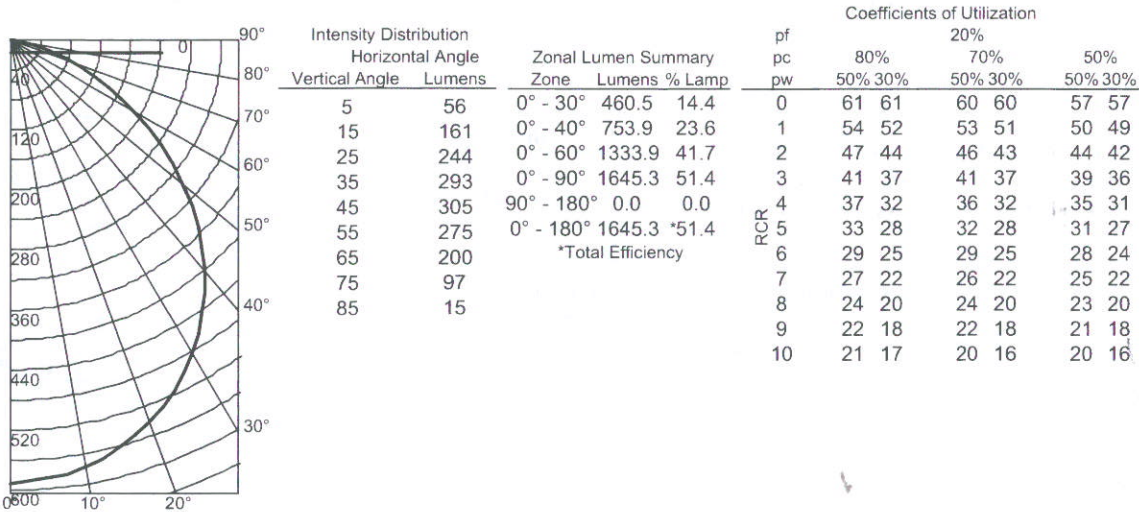 90°
0
80°
40
70°
120
60°
200
50°
280
40°
360
440
30°
520
600
0°
10°
20°
Intensity Distribution
Horizontal Angle
Vertical Angle Lumens
5 56
15 161
25 244
35 293
45 305
55 275
65 200
75 97
85 15
Zonal Lumen Summary
Zone Lumens % Lamp
0° - 30° 460.5 14.4
0° - 40° 753.9 23.6
0° - 60° 1333.9 41.7
0° - 90° 1645.3 51.4
90° - 180° 0.0 0.0
0° - 180° 1645.3 *51.4
*Total Efficiency
Coefficients of Utilization
pf 20%
pc 80% 70% 50%
pw 50% 30% 50% 30% 50% 30%
RCR
0 61 61 60 60 57 57
1 54 52 53 51 50 49
2 47 44 46 43 44 42
3 41 37 41 37 39 36
4 37 32 36 32 35 31
5 33 28 32 28 31 27
6 29 25 29 25 28 24
7 27 22 26 22 25 22
8 24 20 24 20 23 20
9 22 18 22 18 21 18
10 21 17 20 16 20 16